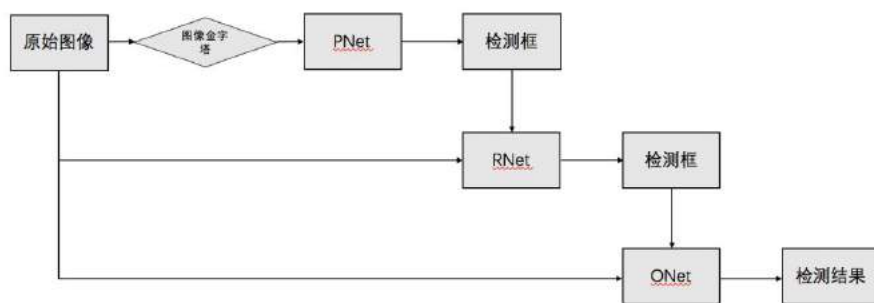 原始图像
图像金字
塔
PNet
检测框
RNet
检测框
ONet
检测结果